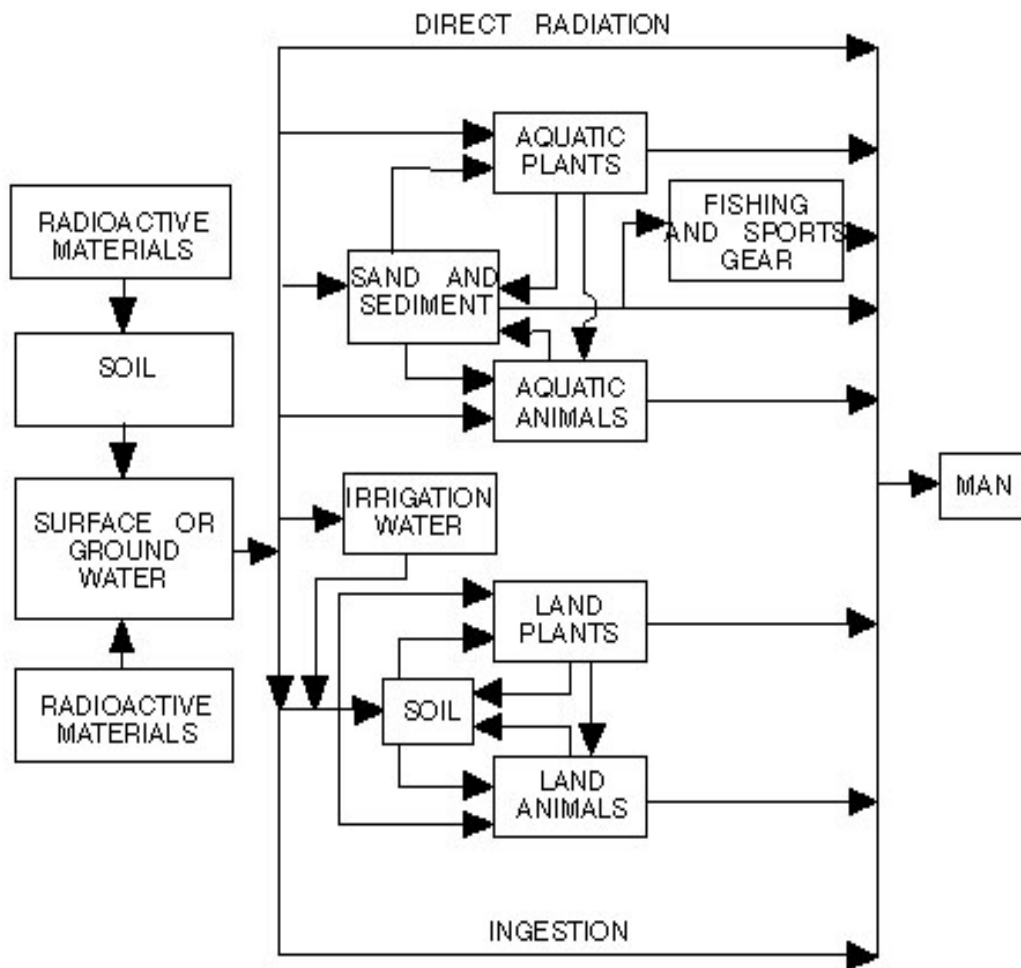 DIRECT RADIATION
AQUATIC
PLANTS
RADIOACTIVE
MATERIALS
FISHING
AND SPORTS
GEAR
SAND AND
SEDIMENT
SOIL
AQUATIC
ANIMALS
SURFACE OR
GROUND
WATER
IRRIGATION
WATER
MAN
LAND
PLANTS
RADIOACTIVE
MATERIALS
SOIL
LAND
ANIMALS
INGESTION